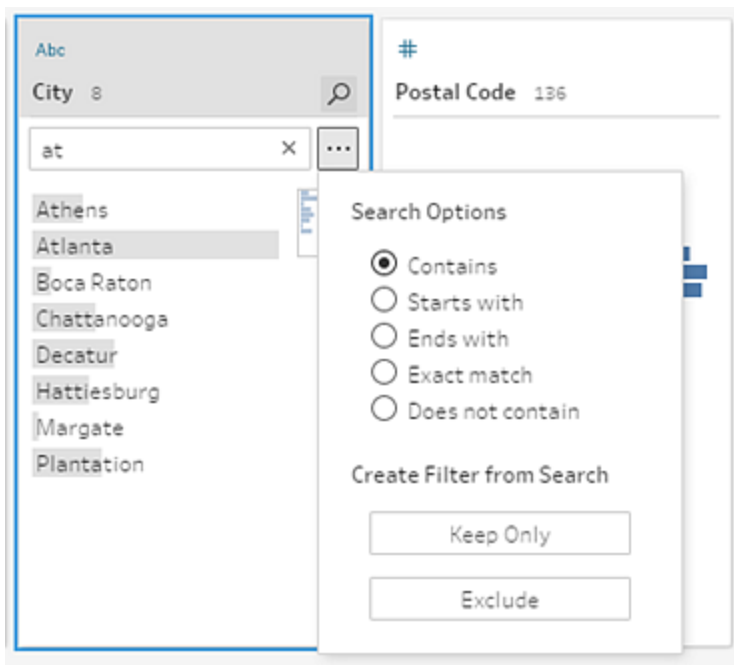 Abc
City 8
at
Athens
Atlanta
Boca Raton
Chattanooga
Decatur
Hattiesburg
Margate
Plantation
#
Postal Code 136
Search Options
Contains
Starts with
Ends with
Exact match
Does not contain
Create Filter from Search
Keep Only
Exclude